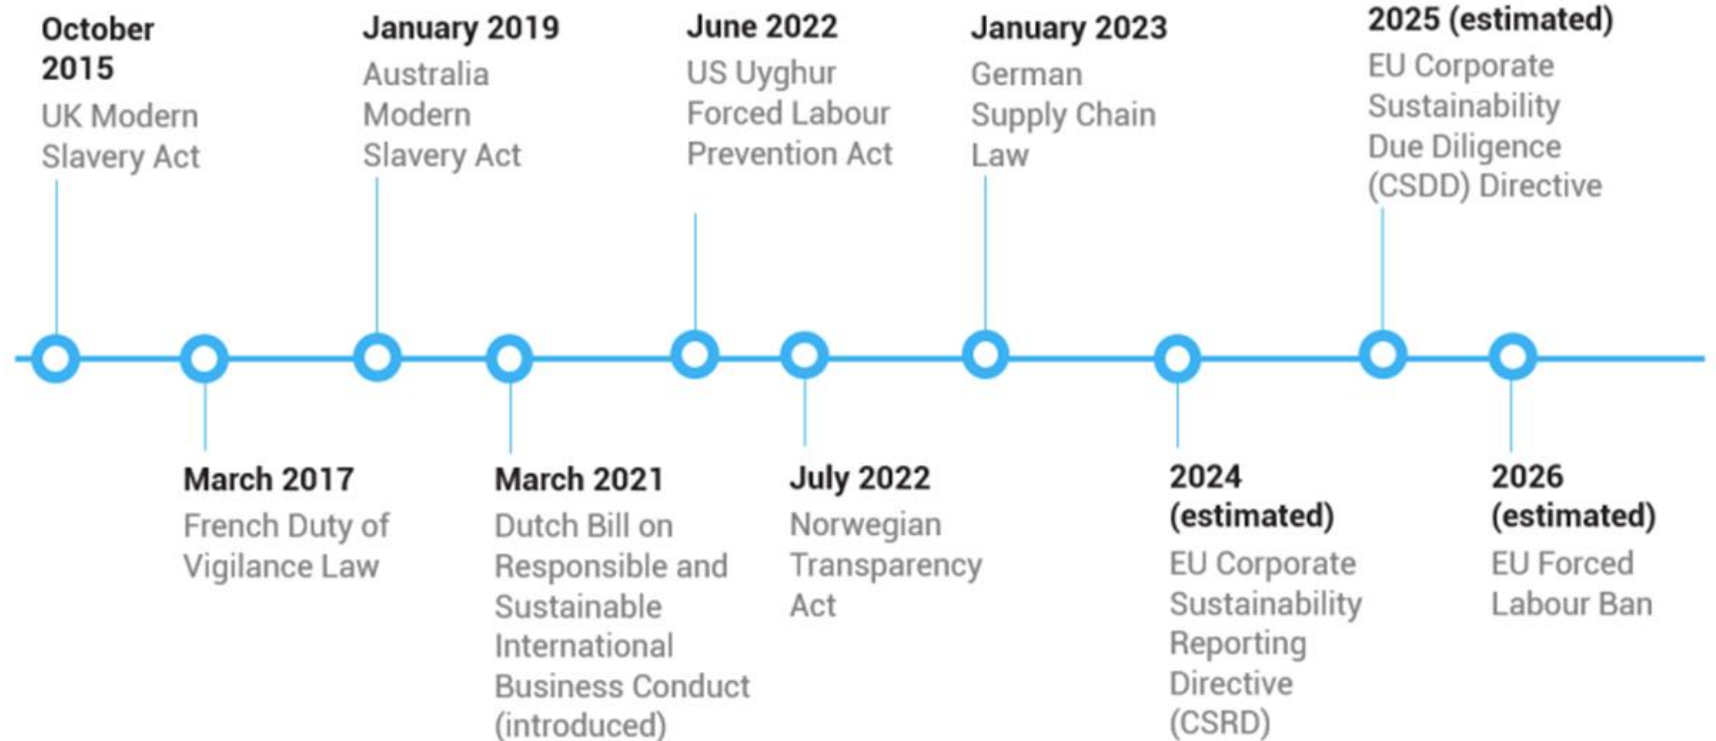 October
2015
UK Modern
Slavery Act
January 2019
Australia
Modern
Slavery Act
June 2022
US Uyghur
Forced Labour
Prevention Act
January 2023
German
Supply Chain
Law
2025 (estimated)
EU Corporate
Sustainability
Due Diligence
(CSDD) Directive
March 2017
French Duty of
Vigilance Law
March 2021
Dutch Bill on
Responsible and
Sustainable
International
Business Conduct
(introduced)
July 2022
Norwegian
Transparency
Act
2024
(estimated)
EU Corporate
Sustainability
Reporting
Directive
(CSRD)
2026
(estimated)
EU Forced
Labour Ban